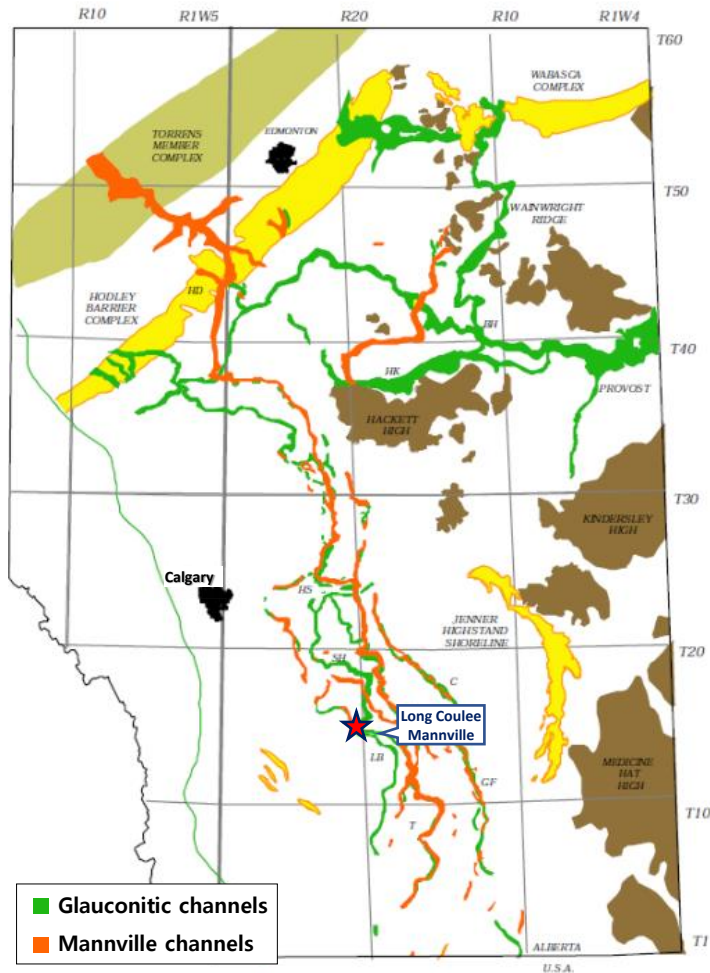 R10
R1W5
R20
R10
R1W4
T60
WABASCA
COMPLEX
TORRENS
MEMBER
COMPLEX
EDMONTON
T50
WAINWRIGHT
RIDGE
HD
HODLEY
BARRIER
COMPLEX
BH
T40
HK
PROVOST
HACKETT
HIGH
T30
KINDERSLEY
HIGH
Calgary
HS
JENNER
HIGHSTAND
SHORELINE
T20
SH
C
Long Coulee
Mannville
LB
MEDICINE
HAT
HIGH
GF
T10
T
Glauconitic channels
Mannville channels
T1
ALBERTA
U.S.A.